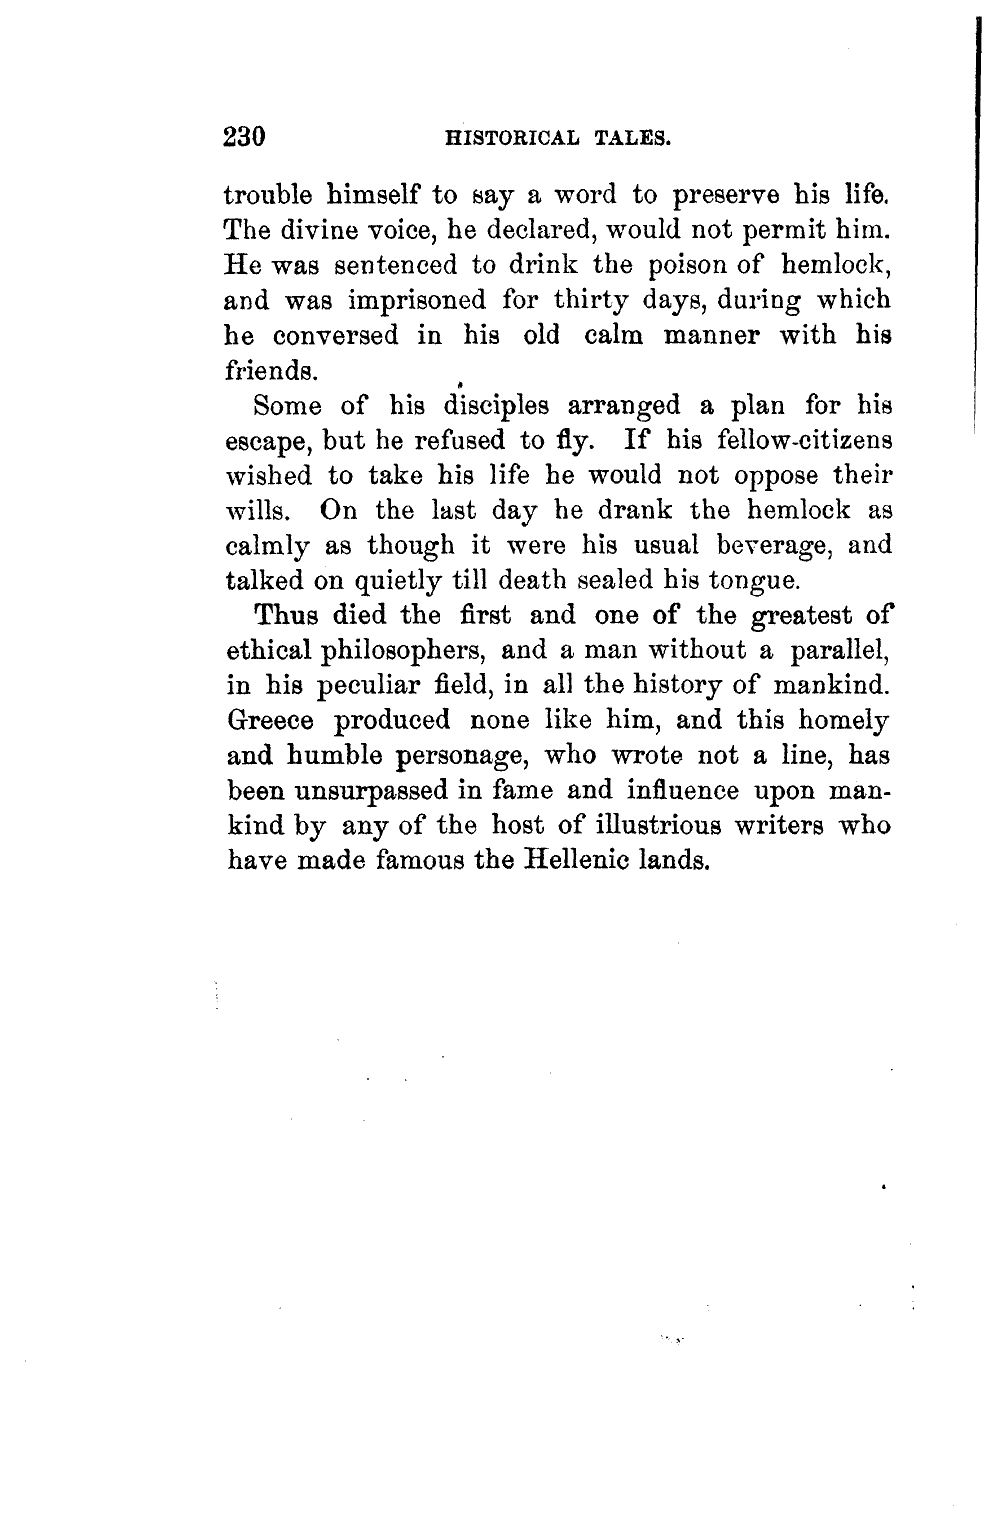 230 HISTORICAL TALES.
trouble himself to say a word to preserve his life.
The divine voice, he declared, would not permit him.
He was sentenced to drink the poison of hemlock,
and was imprisoned for thirty days, during which
he conversed in his old calm manner with his
friends.
Some of his disciples arranged a plan for his
escape, but he refused to fly. If his fellow-citizens
wished to take his life he would not oppose their
wills. On the last day he drank the hemlock as
calmly as though it were his usual beverage, and
talked on quietly till death sealed his tongue.
Thus died the first and one of the greatest of
ethical philosophers, and a man without a parallel,
in his peculiar field, in all the history of mankind.
Greece produced none like him, and this homely
and humble personage, who wrote not a line, has
been unsurpassed in fame and influence upon man-
kind by any of the host of illustrious writers who
have made famous the Hellenic lands.